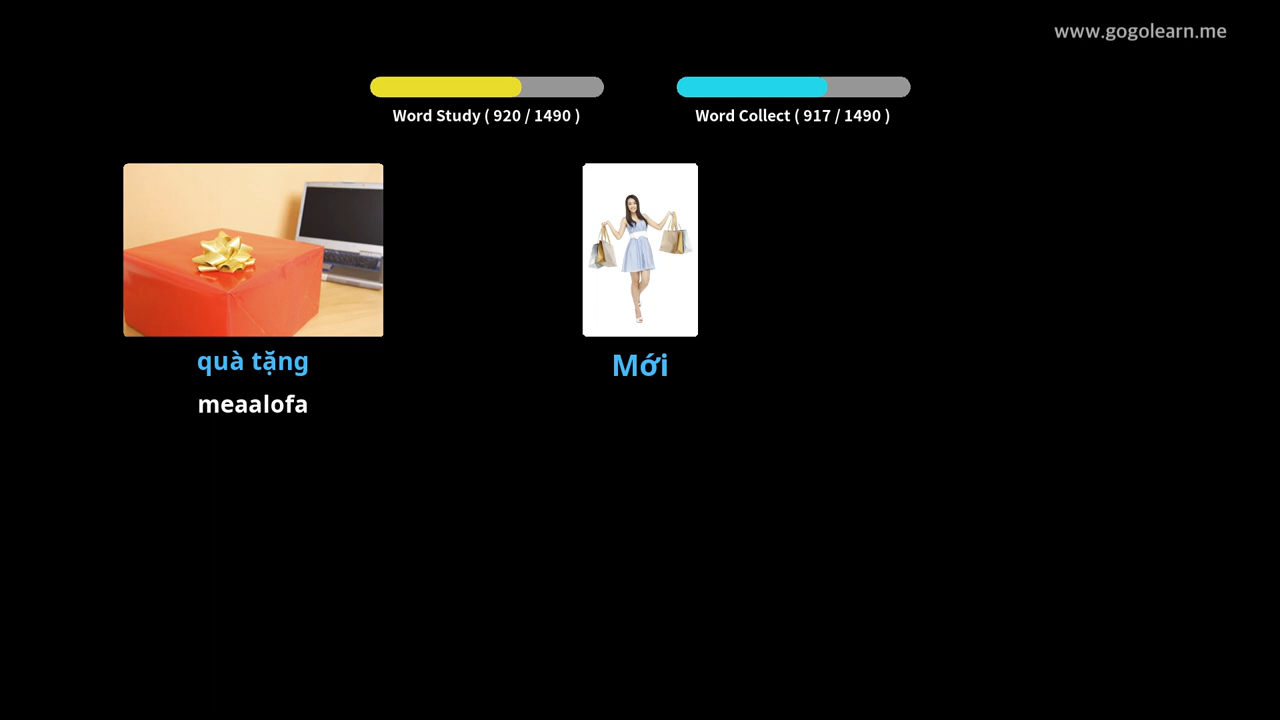 www.gogolearn.me
Word Study ( 920 / 1490 )
Word Collect ( 917 / 1490 )
quà tặng
meaalofa
Mới